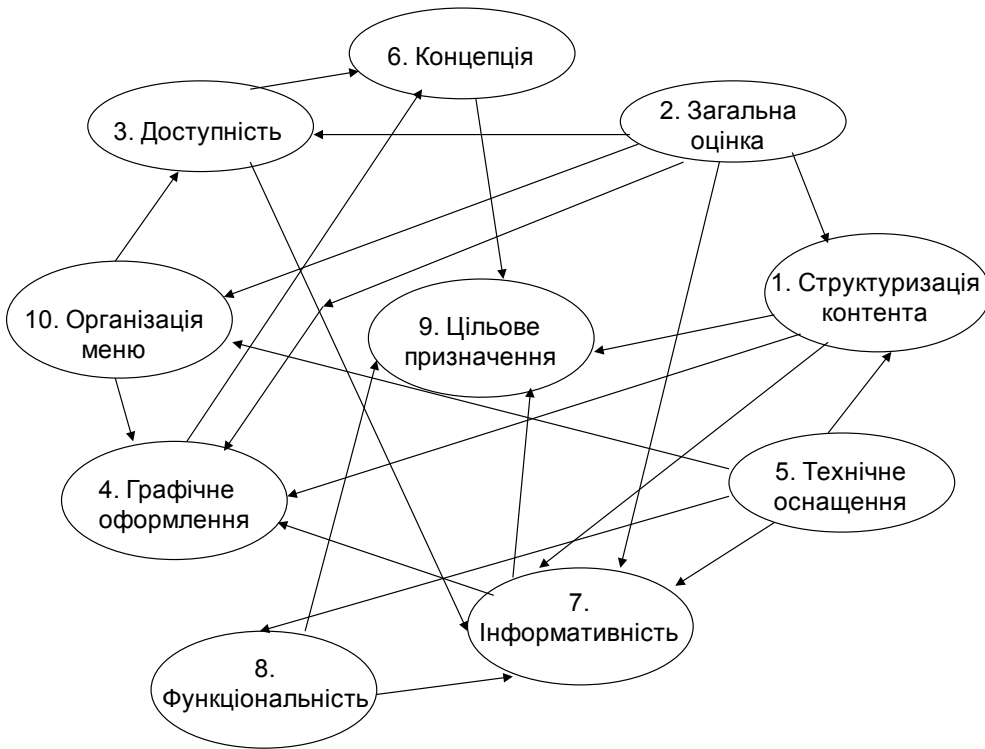 6. Концепція
2. Загальна
оцінка
3. Доступність
1. Структуризація
контента
10. Організація
меню
9. Цільове
призначення
4. Графічне
оформлення
5. Технічне
оснащення
7.
Інформативність
8.
Функціональність